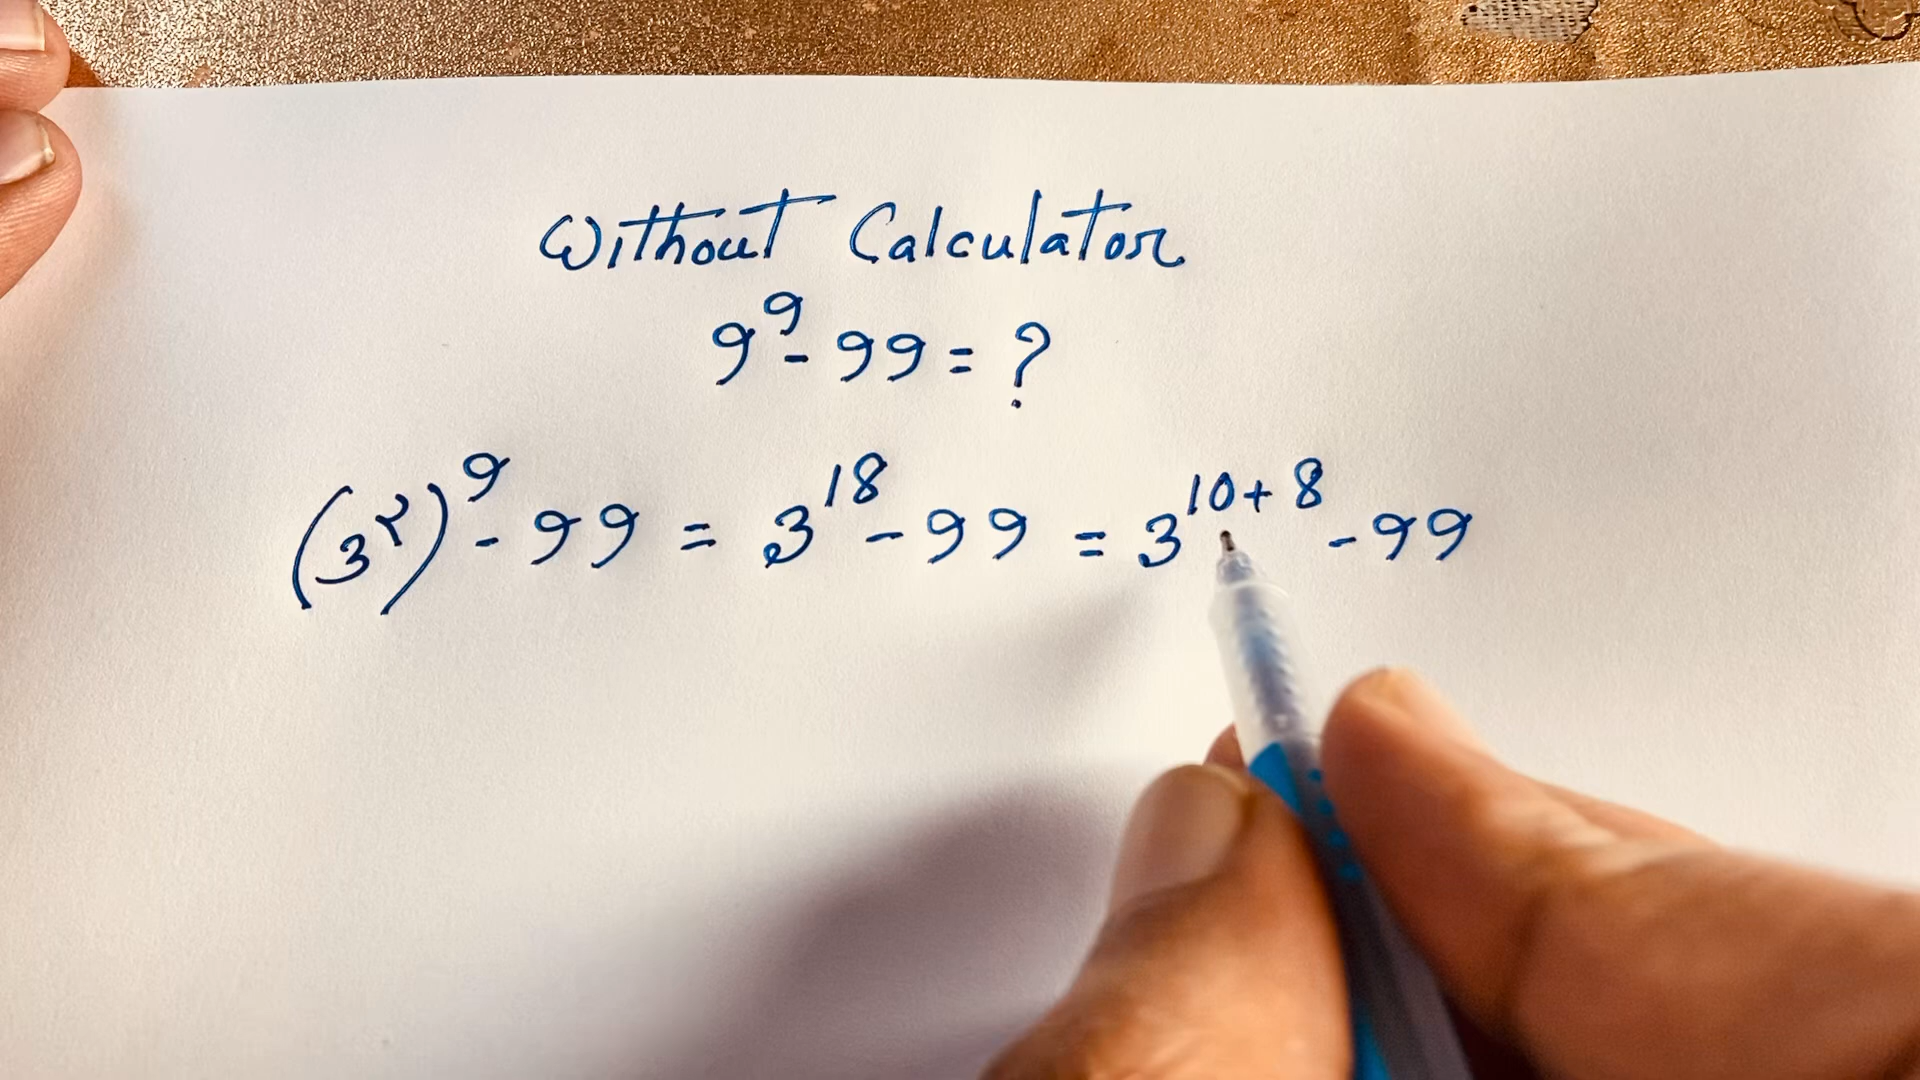 Without Calculator
9⁹ - 99 = ?
(3²)⁹ - 99 = 3¹⁸ - 99 = 3¹⁰⁺⁸ - 99